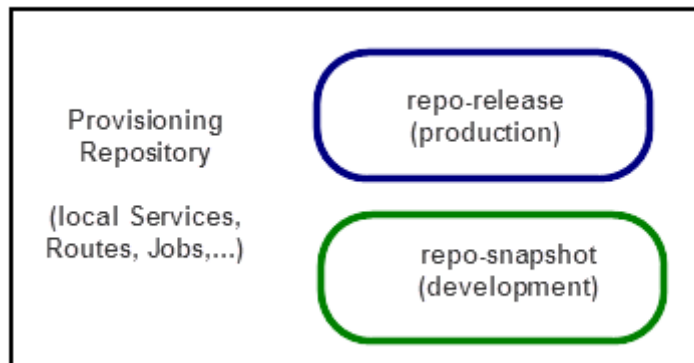 Provisioning
Repository
(local Services,
Routes, Jobs,...)
repo-release
(production)
repo-snapshot
(development)